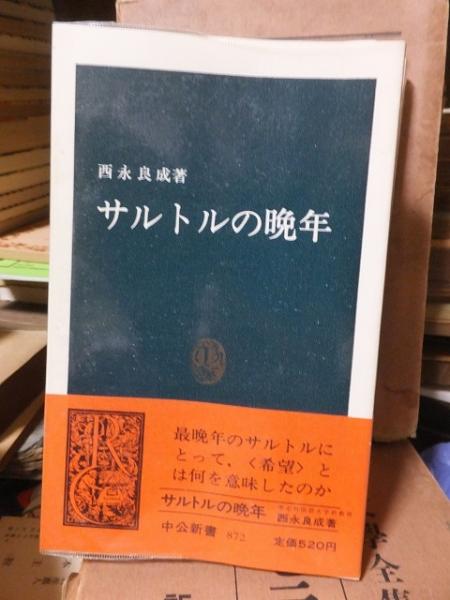 西永良成著
サルトルの晩年
最晩年のサルトルに
とって、〈希望〉と
は何を意味したのか
サルトルの晩年
西永良成著
中公新書 872
定価520円
学全集